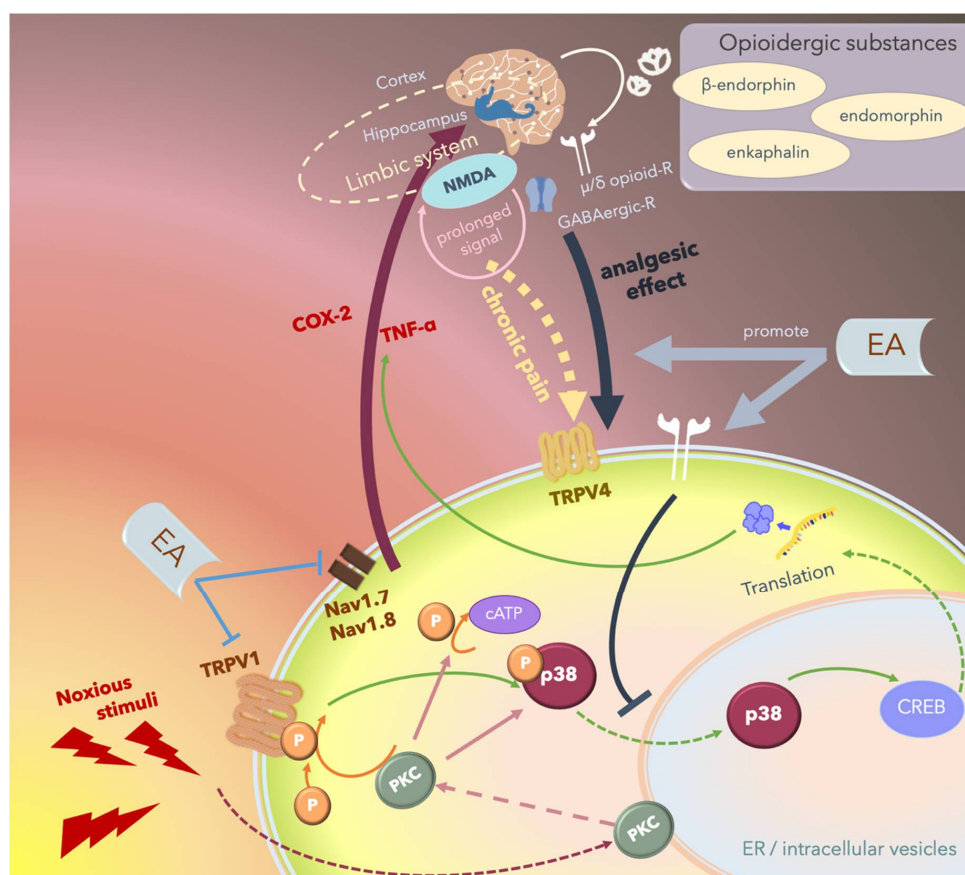 Opioidergic substances
β-endorphin
endomorphin
enkaphalin
Cortex
Hippocampus
Limbic system
NMDA
prolonged
signal
μ/δ opioid-R
GABAergic-R
analgesic
effect
chronic pain
COX-2
TNF-α
promote
EA
TRPV4
EA
Nav1.7
Nav1.8
Translation
TRPV1
Noxious
stimuli
P
cATP
P
p38
p38
CREB
P
P
PKC
PKC
ER / intracellular vesicles